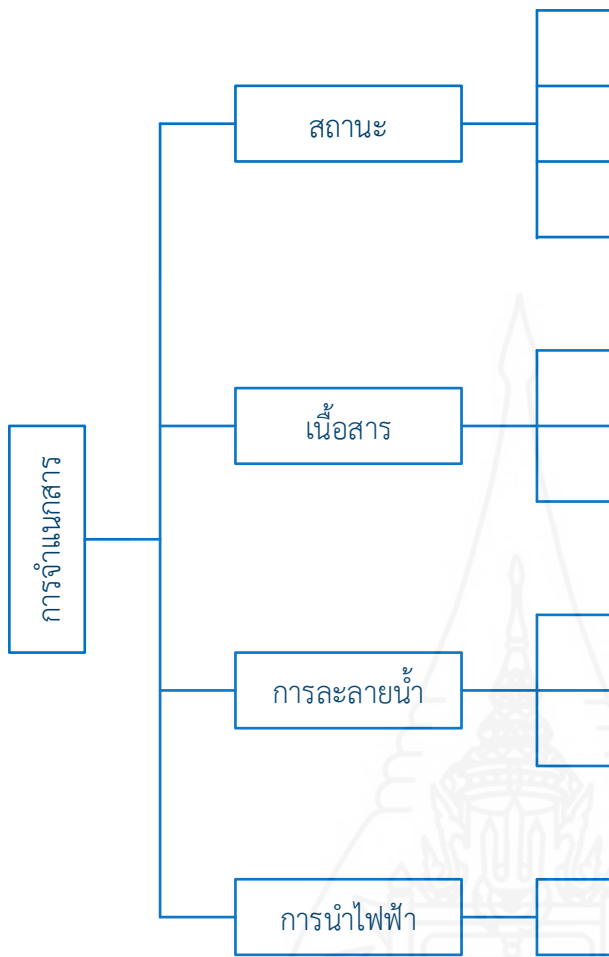 การจำแนกสาร
สถานะ
เนื้อสาร
การละลายน้ำ
การนำไฟฟ้า